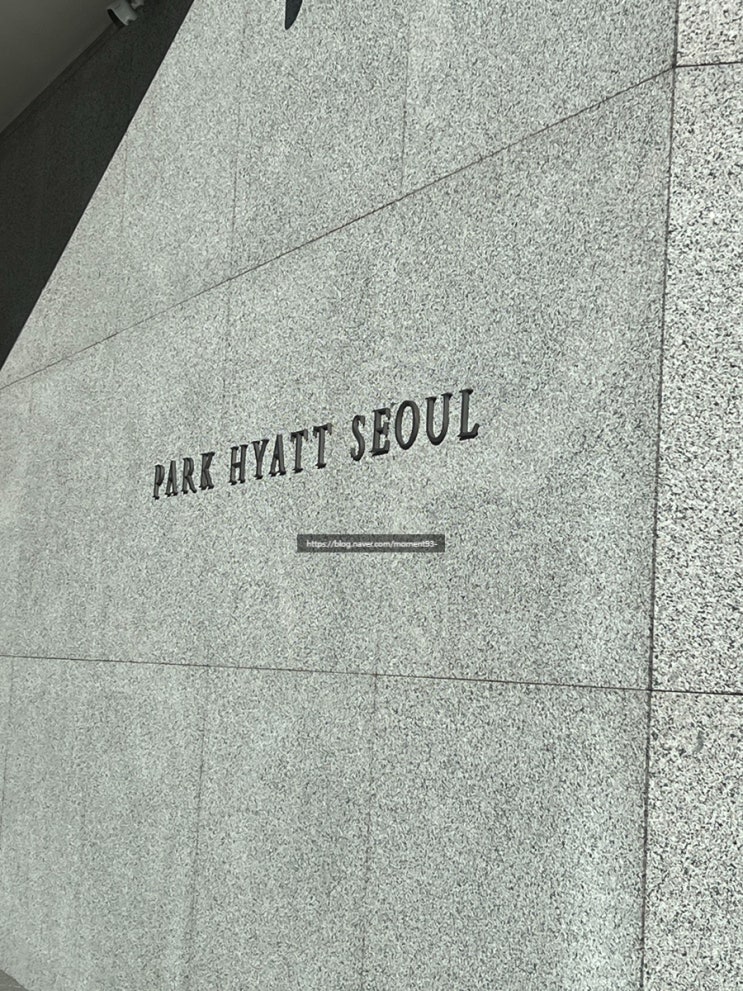 PARK HYATT SEOUL
https://blog.naver.com/moment93-